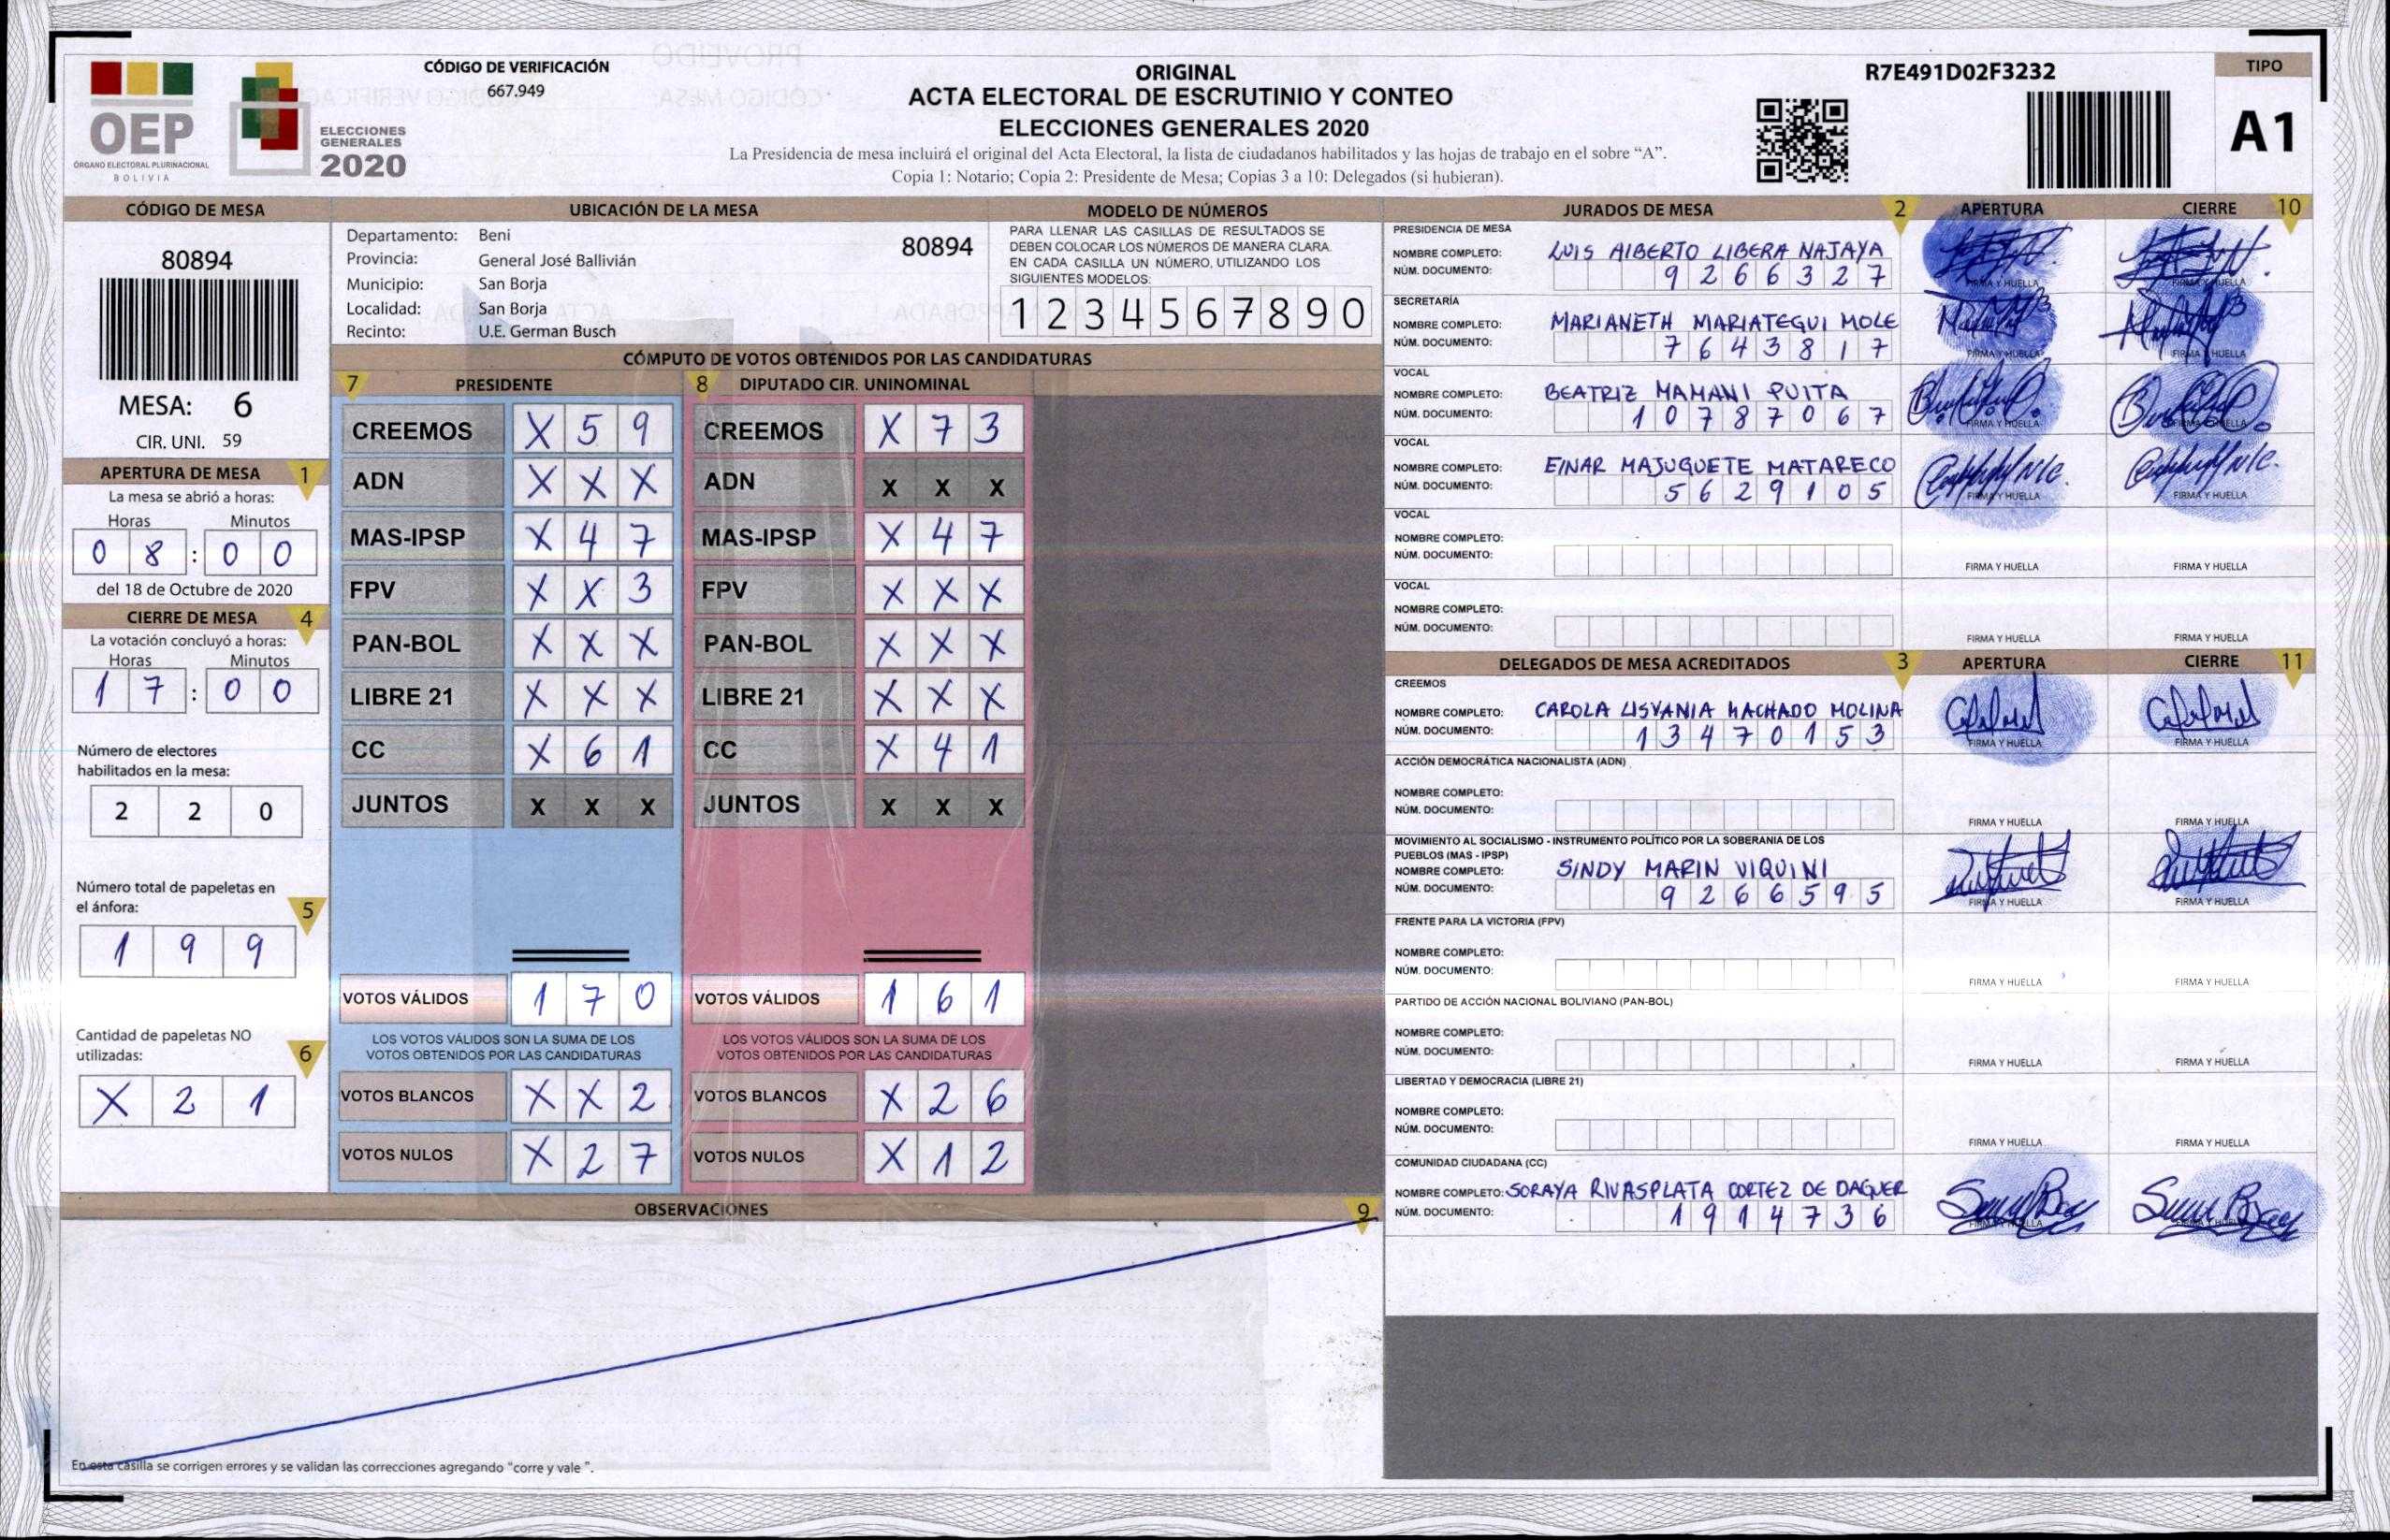 OEP
ÓRGANO ELECTORAL PLURINACIONAL
BOLIVIA
ELECCIONES
GENERALES
2020
CÓDIGO DE VERIFICACIÓN
667.949
ORIGINAL
ACTA ELECTORAL DE ESCRUTINIO Y CONTEO
ELECCIONES GENERALES 2020
La Presidencia de mesa incluirá el original del Acta Electoral, la lista de ciudadanos habilitados y las hojas de trabajo en el sobre “A”.
Copia 1: Notario; Copia 2: Presidente de Mesa; Copias 3 a 10: Delegados (si hubieran).
R7E491D02F3232
TIPO
A1
CÓDIGO DE MESA
80894
MESA: 6
CIR. UNI. 59
APERTURA DE MESA 1
La mesa se abrió a horas:
Horas Minutos
0 8 : 0 0
del 18 de Octubre de 2020
CIERRE DE MESA 4
La votación concluyó a horas:
Horas Minutos
1 7 : 0 0
Número de electores
habilitados en la mesa:
2 2 0
Número total de papeletas en
el ánfora: 5
1 9 9
Cantidad de papeletas NO
utilizadas: 6
X 2 1
UBICACIÓN DE LA MESA
Departamento: Beni
80894
Provincia: General José Ballivián
Municipio: San Borja
Localidad: San Borja
Recinto: U.E. German Busch
MODELO DE NÚMEROS
PARA LLENAR LAS CASILLAS DE RESULTADOS SE
DEBEN COLOCAR LOS NÚMEROS DE MANERA CLARA.
EN CADA CASILLA UN NÚMERO, UTILIZANDO LOS
SIGUIENTES MODELOS:
1 2 3 4 5 6 7 8 9 0
CÓMPUTO DE VOTOS OBTENIDOS POR LAS CANDIDATURAS
7 PRESIDENTE
CREEMOS X 5 9
ADN X X X
MAS-IPSP X 4 7
FPV X X 3
PAN-BOL X X X
LIBRE 21 X X X
CC X 6 1
JUNTOS X X X
VOTOS VÁLIDOS 1 7 0
LOS VOTOS VÁLIDOS SON LA SUMA DE LOS
VOTOS OBTENIDOS POR LAS CANDIDATURAS
VOTOS BLANCOS X X 2
VOTOS NULOS X 2 7
8 DIPUTADO CIR. UNINOMINAL
CREEMOS X 7 3
ADN X X X
MAS-IPSP X 4 7
FPV X X X
PAN-BOL X X X
LIBRE 21 X X X
CC X 4 1
JUNTOS X X X
VOTOS VÁLIDOS 1 6 1
LOS VOTOS VÁLIDOS SON LA SUMA DE LOS
VOTOS OBTENIDOS POR LAS CANDIDATURAS
VOTOS BLANCOS X 2 6
VOTOS NULOS X 1 2
OBSERVACIONES 9
En esta casilla se corrigen errores y se validan las correcciones agregando "corre y vale ".
JURADOS DE MESA 2 APERTURA CIERRE 10
PRESIDENCIA DE MESA
NOMBRE COMPLETO: LUIS ALBERTO LIBERA NAJAYA
NÚM. DOCUMENTO: 9 2 6 6 3 2 7
FIRMA Y HUELLA FIRMA Y HUELLA
SECRETARÍA
NOMBRE COMPLETO: MARIANETH MARIATEGUI MOLE
NÚM. DOCUMENTO: 7 6 4 3 8 1 7
FIRMA Y HUELLA FIRMA Y HUELLA
VOCAL
NOMBRE COMPLETO: BEATRIZ MAMANI PUITA
NÚM. DOCUMENTO: 1 0 7 8 7 0 6 7
FIRMA Y HUELLA FIRMA Y HUELLA
VOCAL
NOMBRE COMPLETO: EINAR MAJUGUETE MATARECO
NÚM. DOCUMENTO: 5 6 2 9 1 0 5
FIRMA Y HUELLA FIRMA Y HUELLA
VOCAL
NOMBRE COMPLETO:
NÚM. DOCUMENTO:
FIRMA Y HUELLA FIRMA Y HUELLA
VOCAL
NOMBRE COMPLETO:
NÚM. DOCUMENTO:
FIRMA Y HUELLA FIRMA Y HUELLA
DELEGADOS DE MESA ACREDITADOS 3 APERTURA CIERRE 11
CREEMOS
NOMBRE COMPLETO: CAROLA LISVANIA MACHADO MOLINA
NÚM. DOCUMENTO: 1 3 4 7 0 1 5 3
FIRMA Y HUELLA FIRMA Y HUELLA
ACCIÓN DEMOCRÁTICA NACIONALISTA (ADN)
NOMBRE COMPLETO:
NÚM. DOCUMENTO:
FIRMA Y HUELLA FIRMA Y HUELLA
MOVIMIENTO AL SOCIALISMO - INSTRUMENTO POLÍTICO POR LA SOBERANIA DE LOS
PUEBLOS (MAS - IPSP)
NOMBRE COMPLETO: SINDY MARIN VIQUINI
NÚM. DOCUMENTO: 9 2 6 6 5 9 5
FIRMA Y HUELLA FIRMA Y HUELLA
FRENTE PARA LA VICTORIA (FPV)
NOMBRE COMPLETO:
NÚM. DOCUMENTO:
FIRMA Y HUELLA FIRMA Y HUELLA
PARTIDO DE ACCIÓN NACIONAL BOLIVIANO (PAN-BOL)
NOMBRE COMPLETO:
NÚM. DOCUMENTO:
FIRMA Y HUELLA FIRMA Y HUELLA
LIBERTAD Y DEMOCRACIA (LIBRE 21)
NOMBRE COMPLETO:
NÚM. DOCUMENTO:
FIRMA Y HUELLA FIRMA Y HUELLA
COMUNIDAD CIUDADANA (CC)
NOMBRE COMPLETO: SORAYA RIVASPLATA CORTEZ DE DAGUER
NÚM. DOCUMENTO: 1 9 1 4 7 3 6
FIRMA Y HUELLA FIRMA Y HUELLA